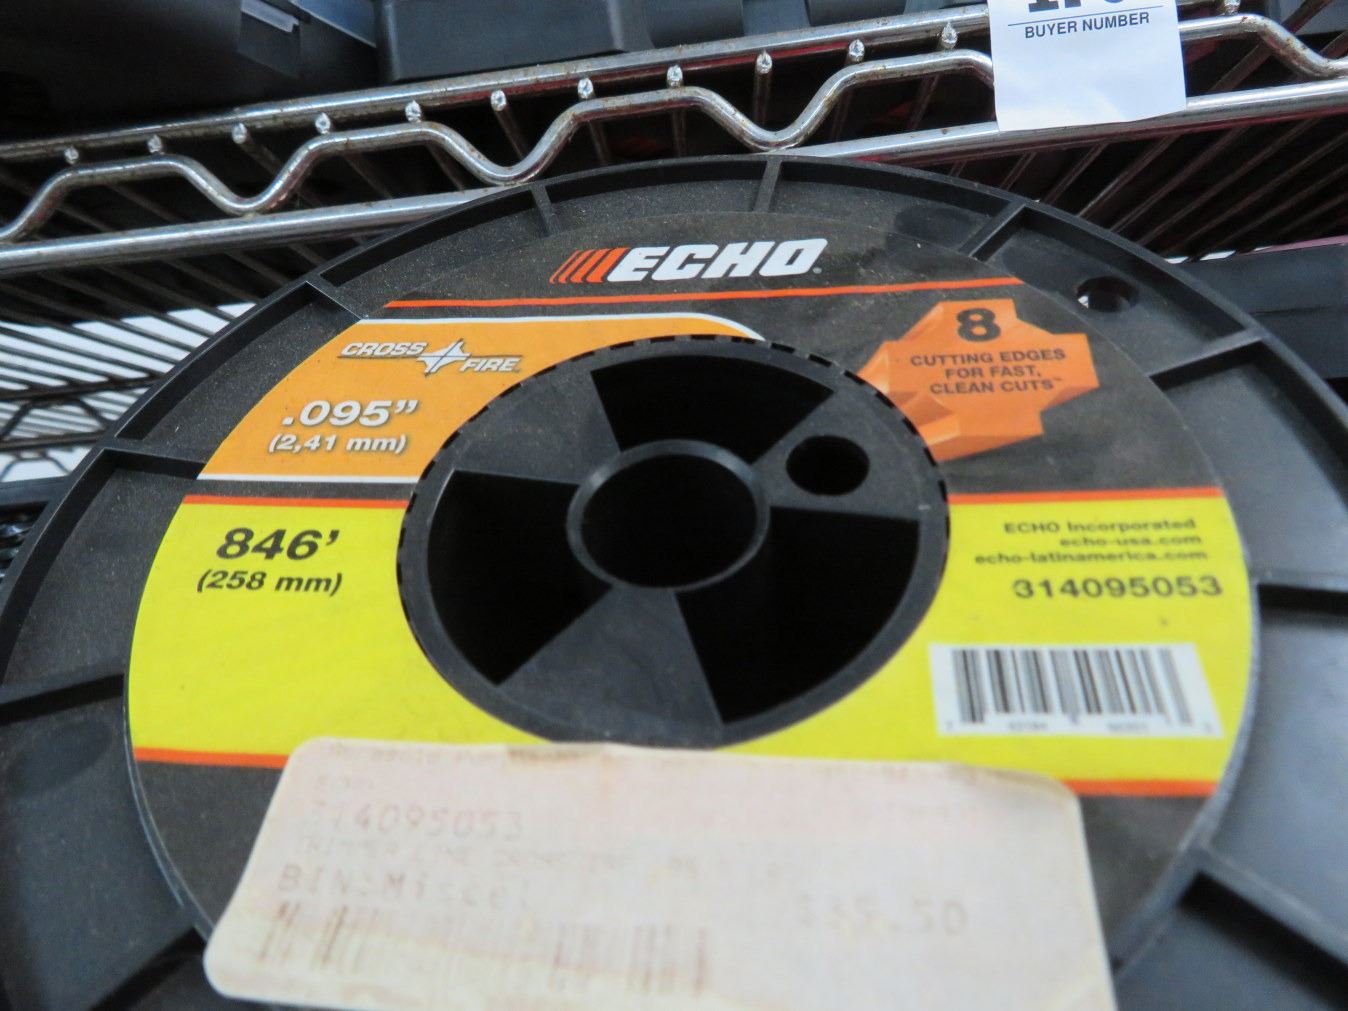 BUYER NUMBER
ECHO
CROSS FIRE
.095”
(2,41 mm)
8
CUTTING EDGES
FOR FAST,
CLEAN CUTS™
846’
(258 mm)
ECHO Incorporated
echo-usa.com
echo-latinamerica.com
314095053
314095053
BIN: